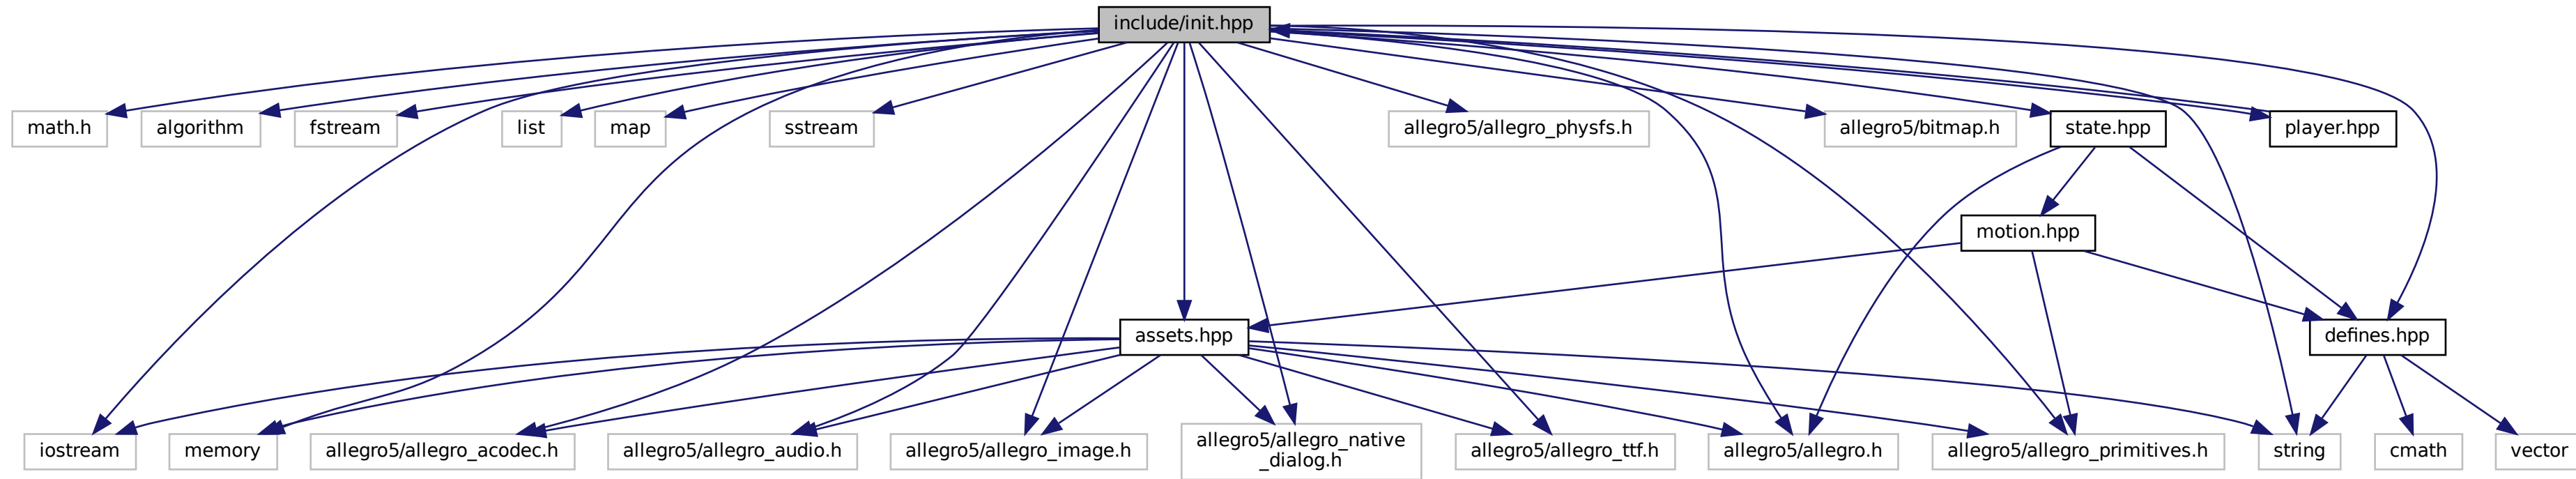 include/init.hpp
math.h
algorithm
fstream
list
map
sstream
allegro5/allegro_physfs.h
allegro5/bitmap.h
state.hpp
player.hpp
motion.hpp
assets.hpp
defines.hpp
iostream
memory
allegro5/allegro_acodec.h
allegro5/allegro_audio.h
allegro5/allegro_image.h
allegro5/allegro_native
_dialog.h
allegro5/allegro_ttf.h
allegro5/allegro.h
allegro5/allegro_primitives.h
string
cmath
vector